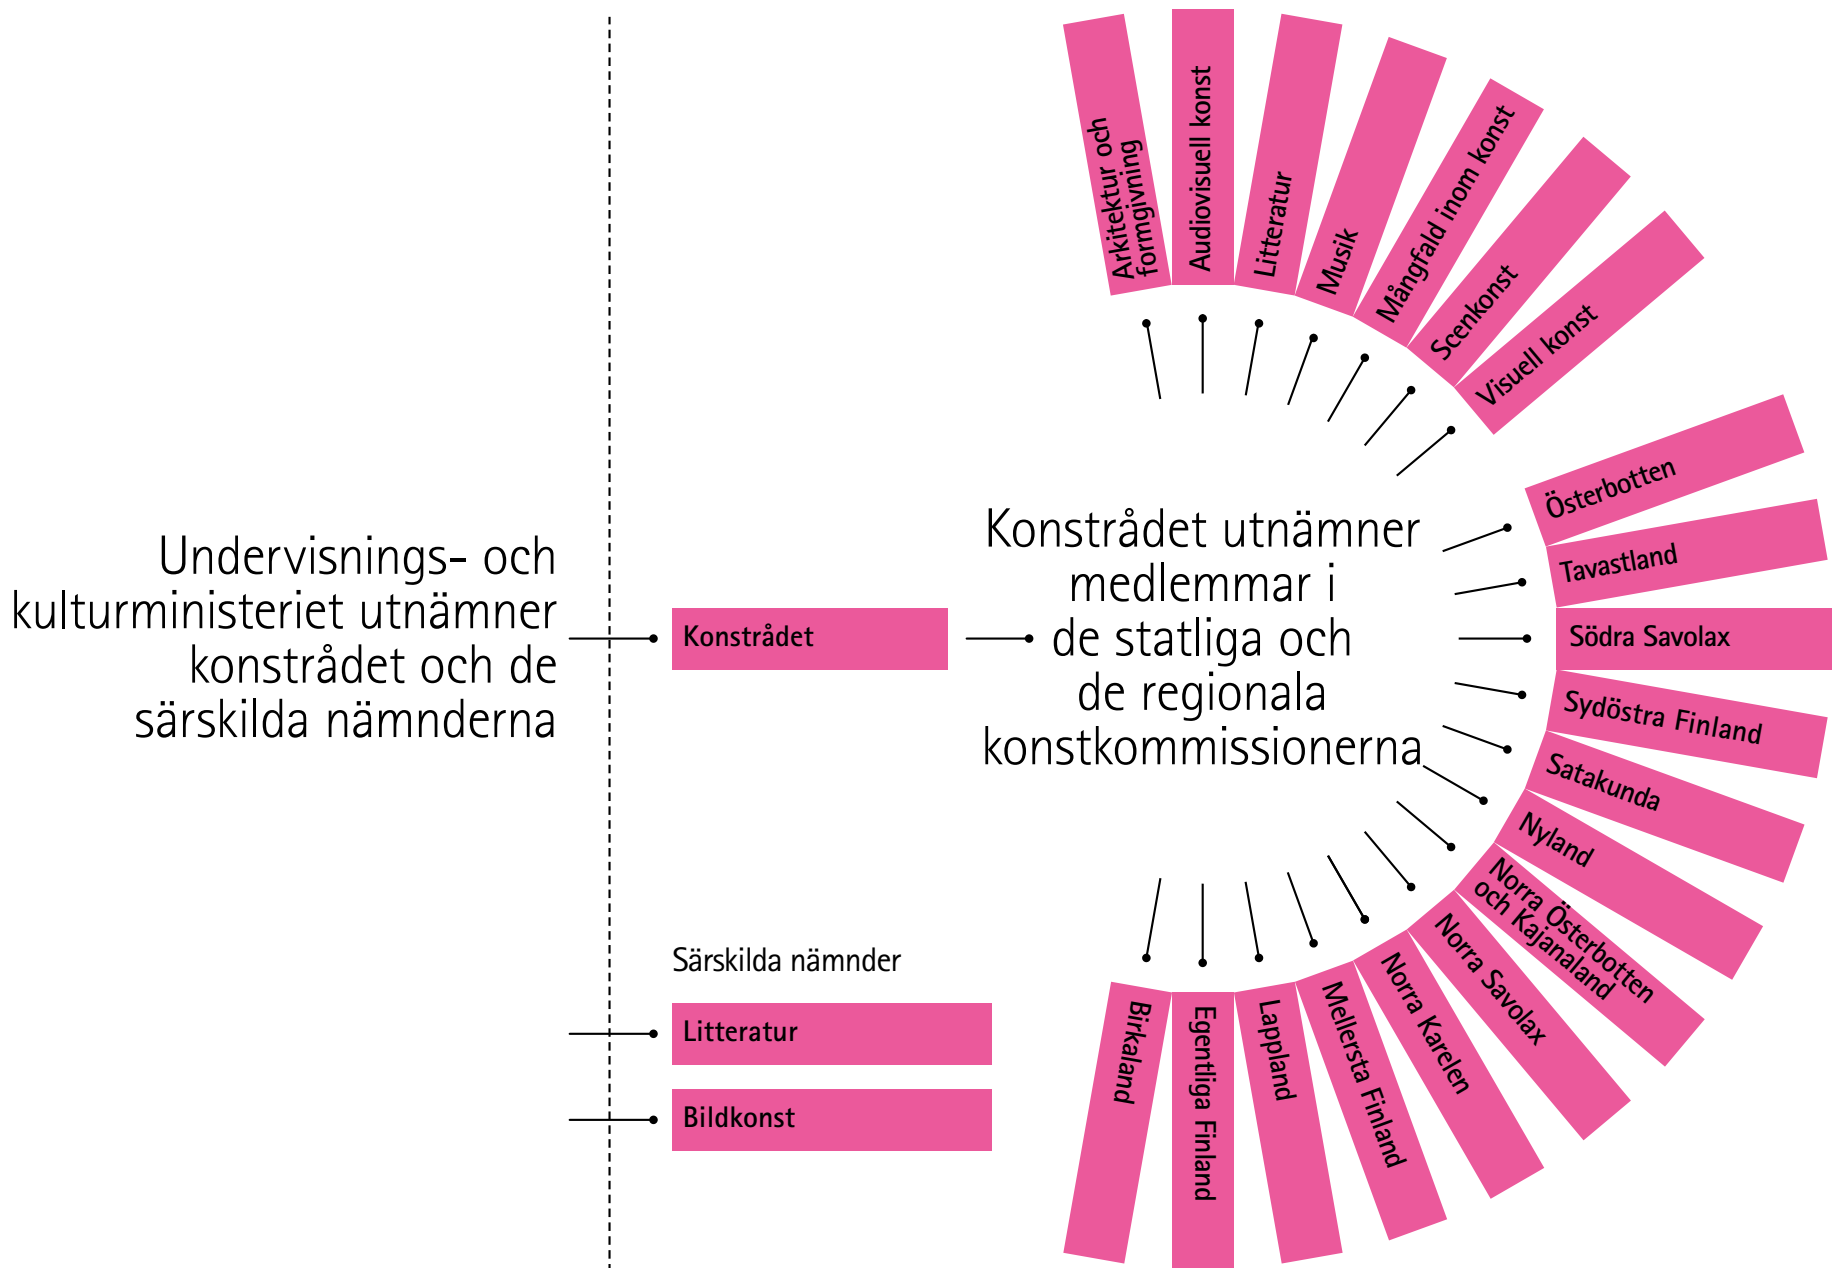 Undervisnings- och
kulturministeriet utnämner
konstrådet och de
särskilda nämnderna
Konstrådet
Särskilda nämnder
Litteratur
Bildkonst
Konstrådet utnämner
medlemmar i
de statliga och
de regionala
konstkommissionerna
Arkitektur och
formgivning
Audiovisuell konst
Litteratur
Musik
Mångfald inom konst
Scenkonst
Visuell konst
Österbotten
Tavastland
Södra Savolax
Sydöstra Finland
Satakunda
Nyland
Norra Österbotten
och Kajanaland
Norra Savolax
Norra Karelen
Mellersta Finland
Lappland
Egentliga Finland
Birkaland